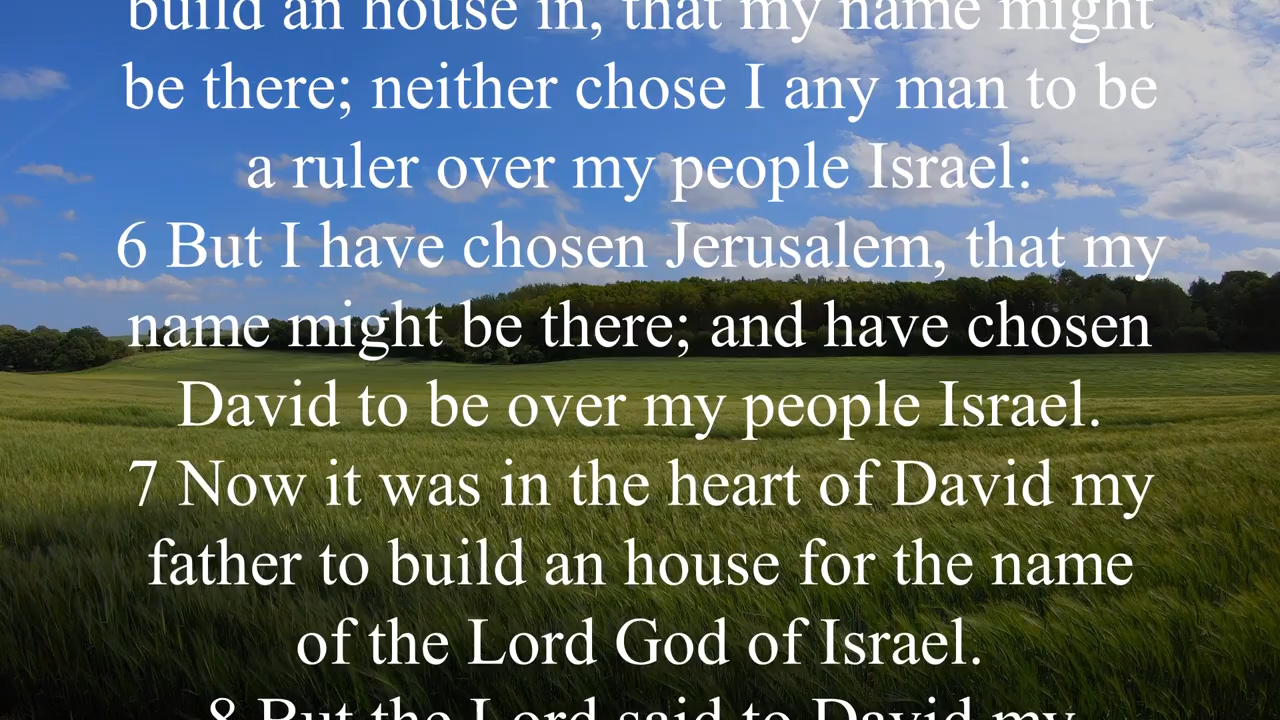 build an house in, that my name might
be there; neither chose I any man to be
a ruler over my people Israel:
6 But I have chosen Jerusalem, that my
name might be there; and have chosen
David to be over my people Israel.
7 Now it was in the heart of David my
father to build an house for the name
of the Lord God of Israel.
8 But the Lord said to David my